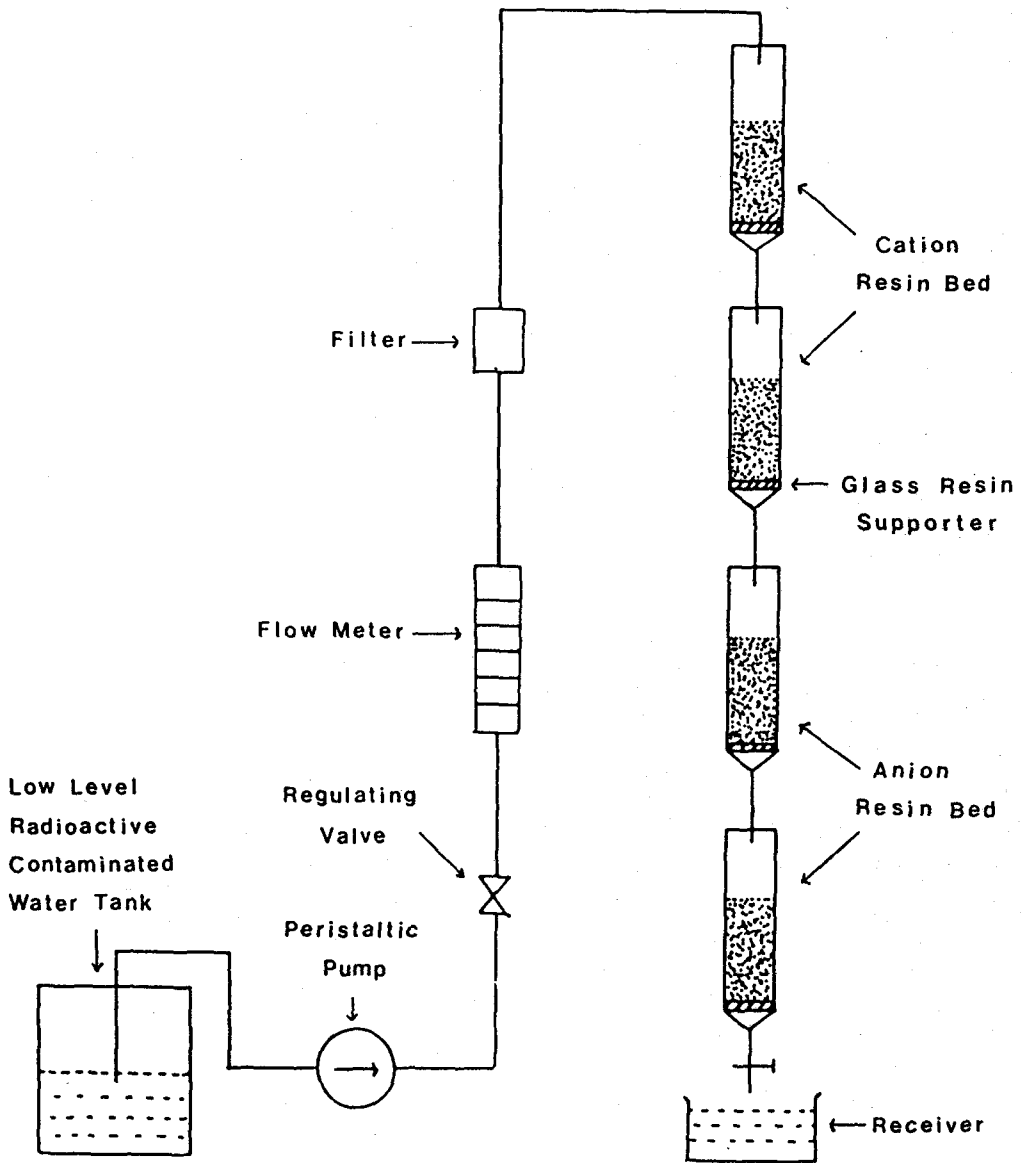 Cation
Resin Bed
Filter
Glass Resin
Supporter
Flow Meter
Low Level
Radioactive
Contaminated
Water Tank
Regulating
Valve
Anion
Resin Bed
Peristaltic
Pump
Receiver